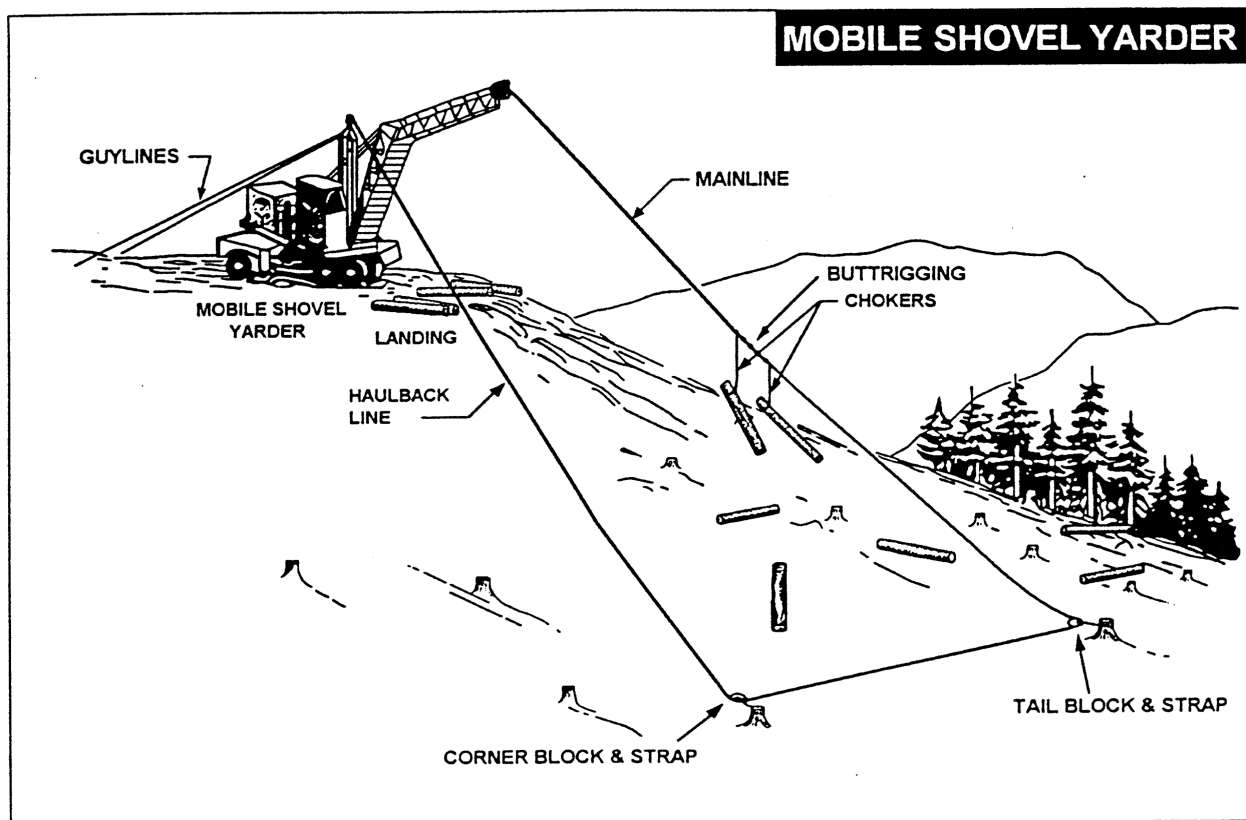 MOBILE SHOVEL YARDER
GUYLINES
MAINLINE
BUTTRIGGING
CHOKERS
MOBILE SHOVEL
YARDER
LANDING
HAULBACK
LINE
TAIL BLOCK & STRAP
CORNER BLOCK & STRAP